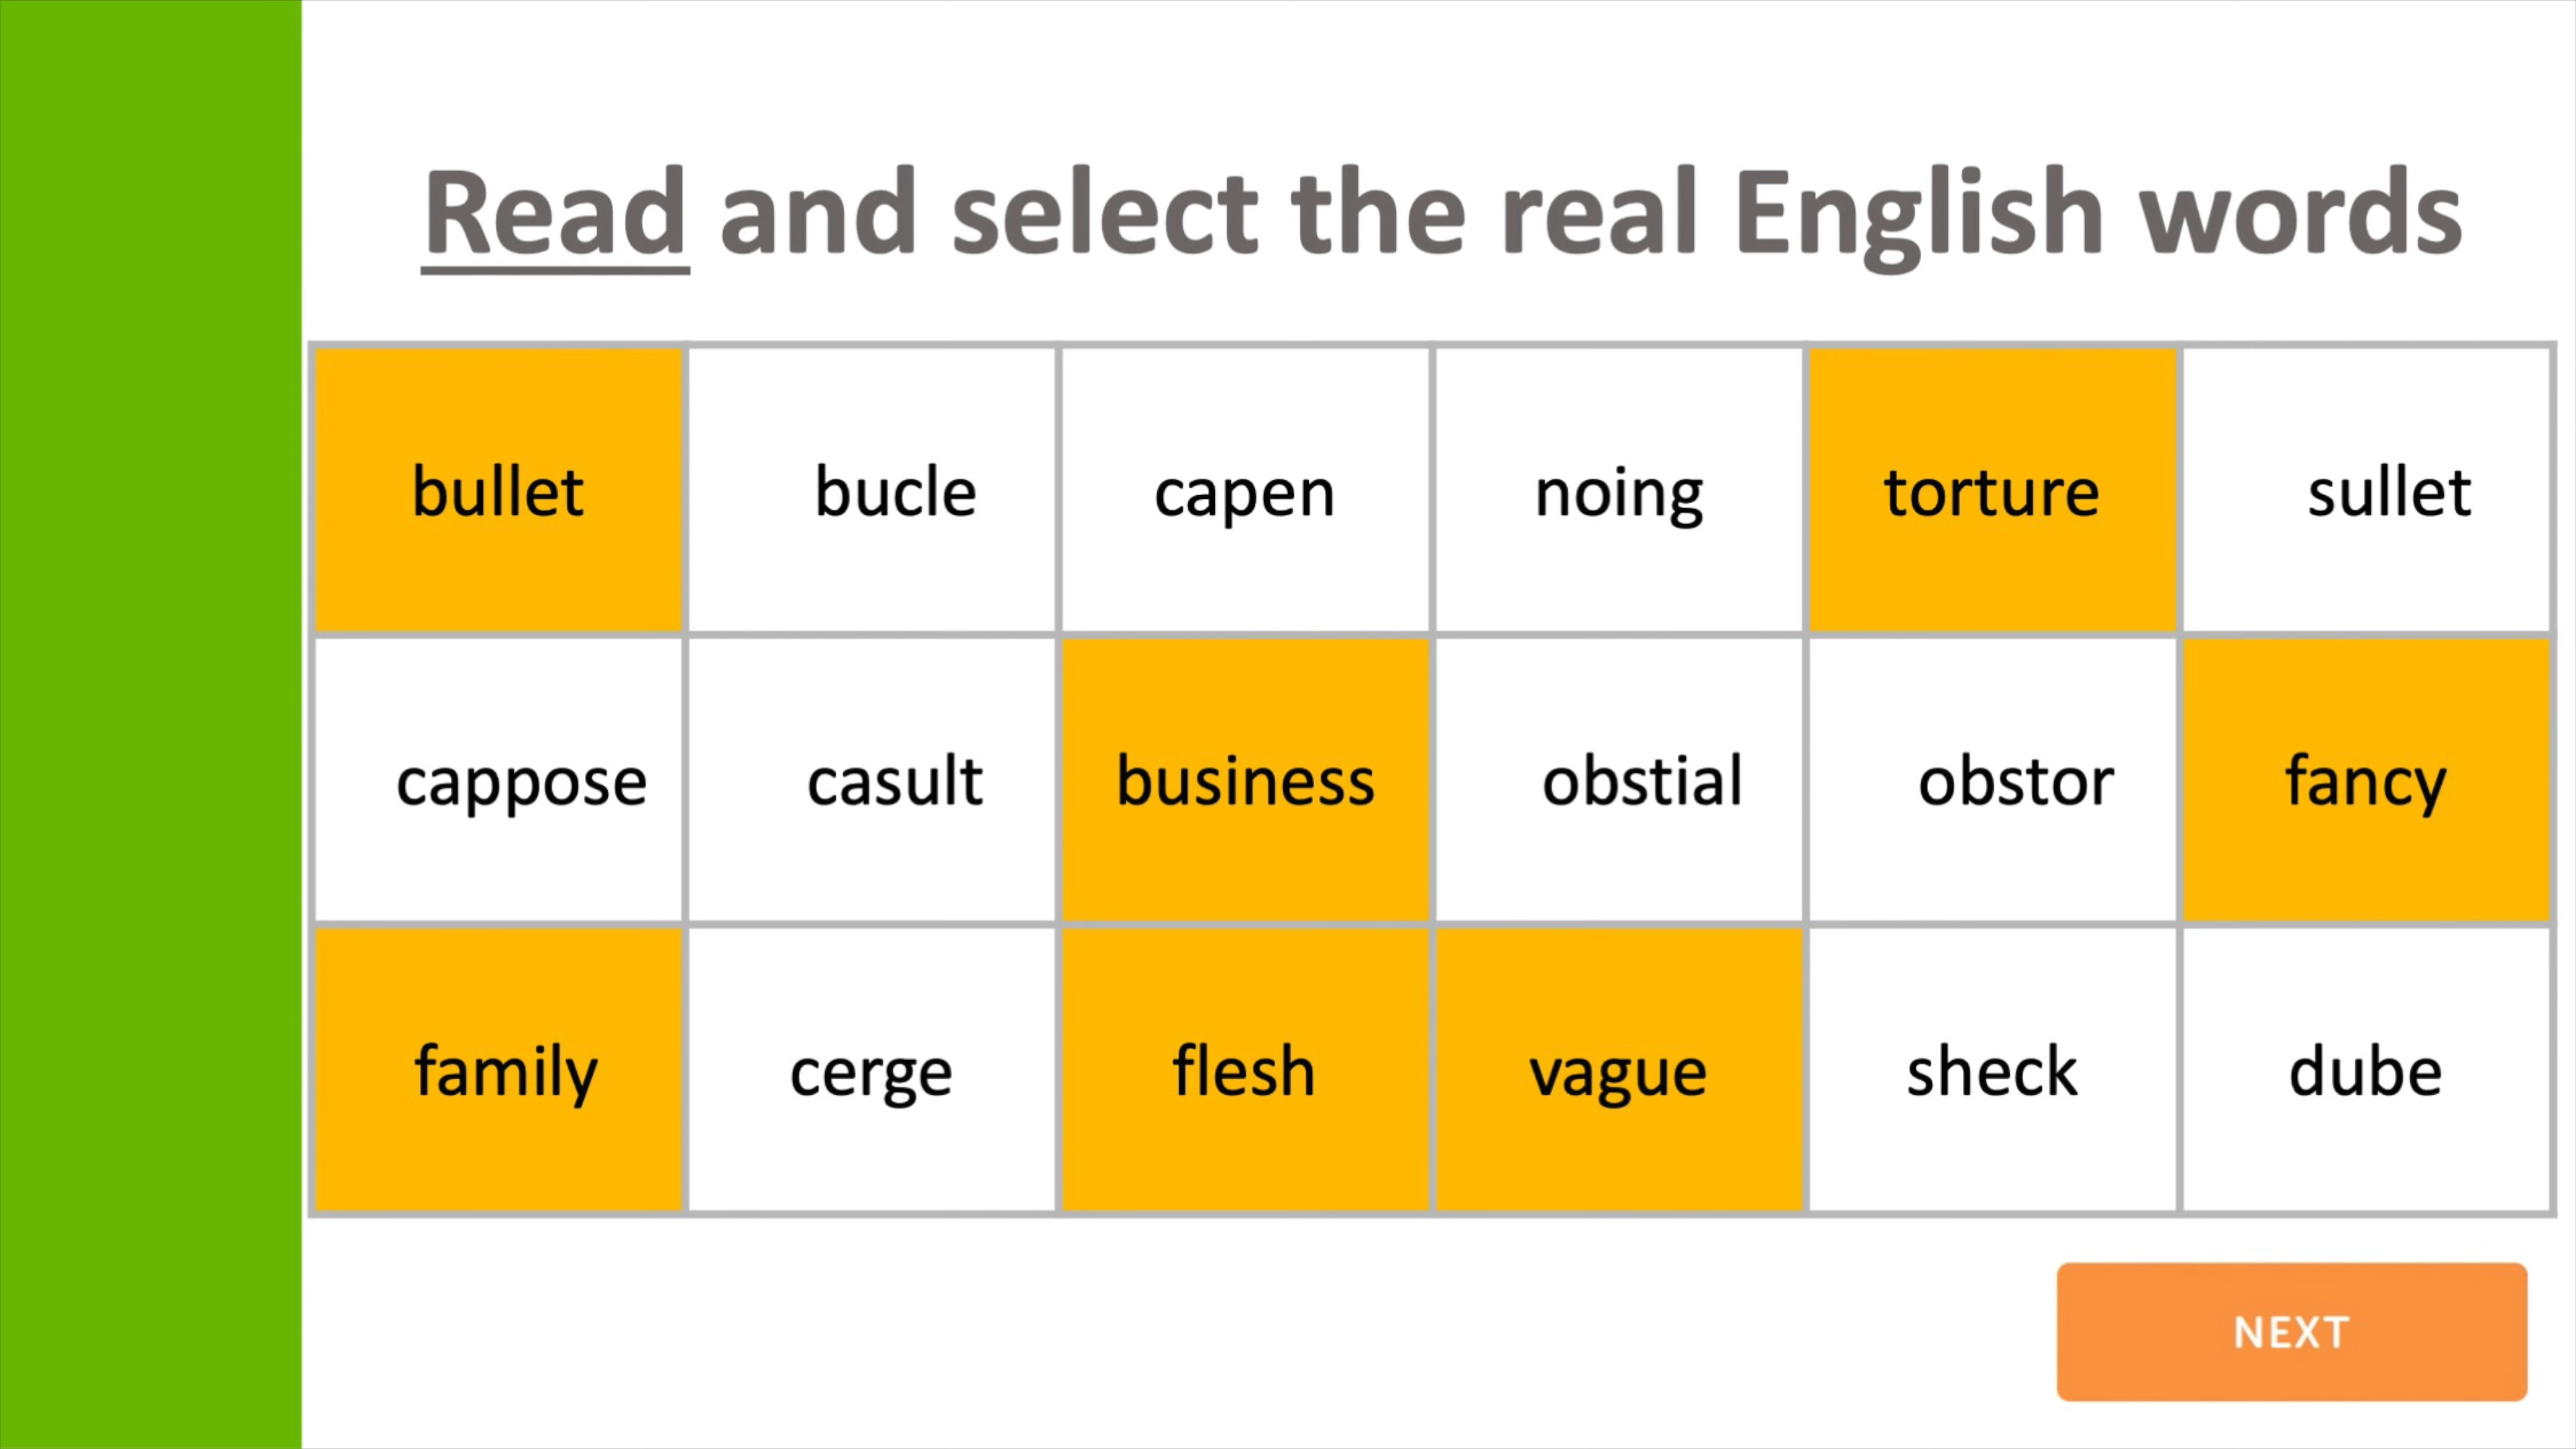 Read and select the real English words
bullet bucle capen noing torture sullet
cappose casult business obstial obstor fancy
family cerge flesh vague sheck dube
NEXT